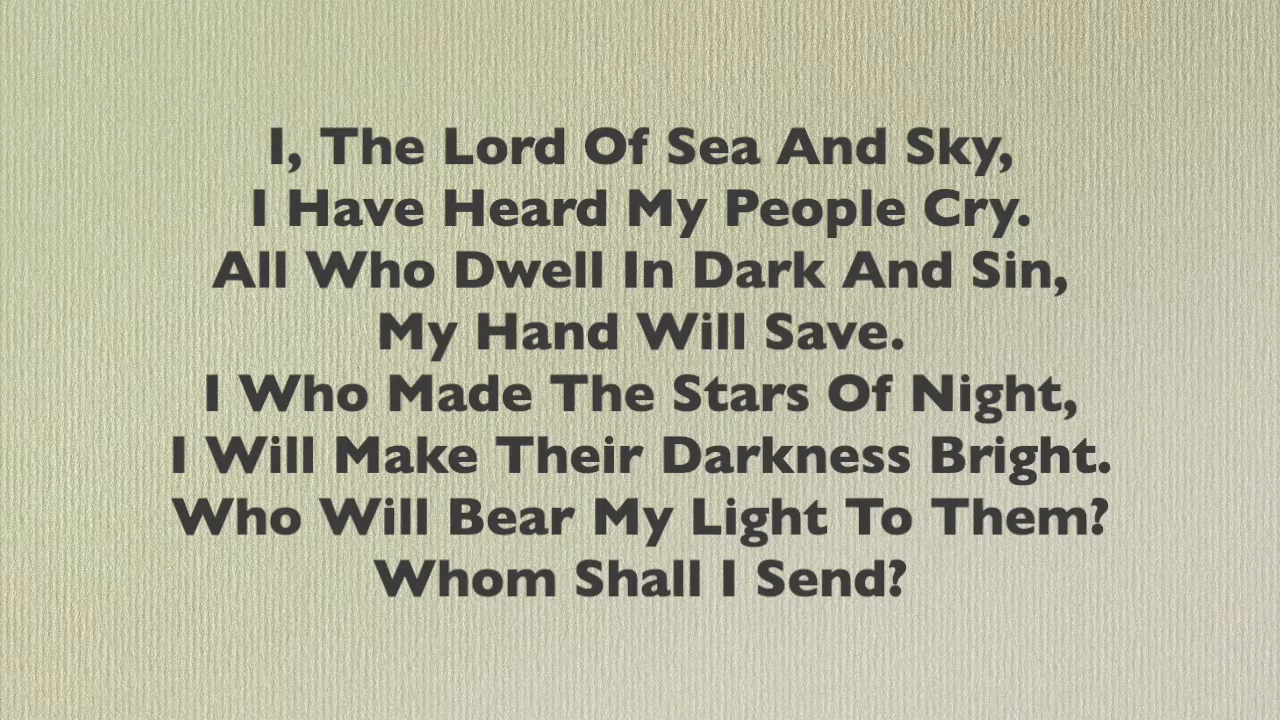 I, The Lord Of Sea And Sky,
I Have Heard My People Cry.
All Who Dwell In Dark And Sin,
My Hand Will Save.
I Who Made The Stars Of Night,
I Will Make Their Darkness Bright.
Who Will Bear My Light To Them?
Whom Shall I Send?